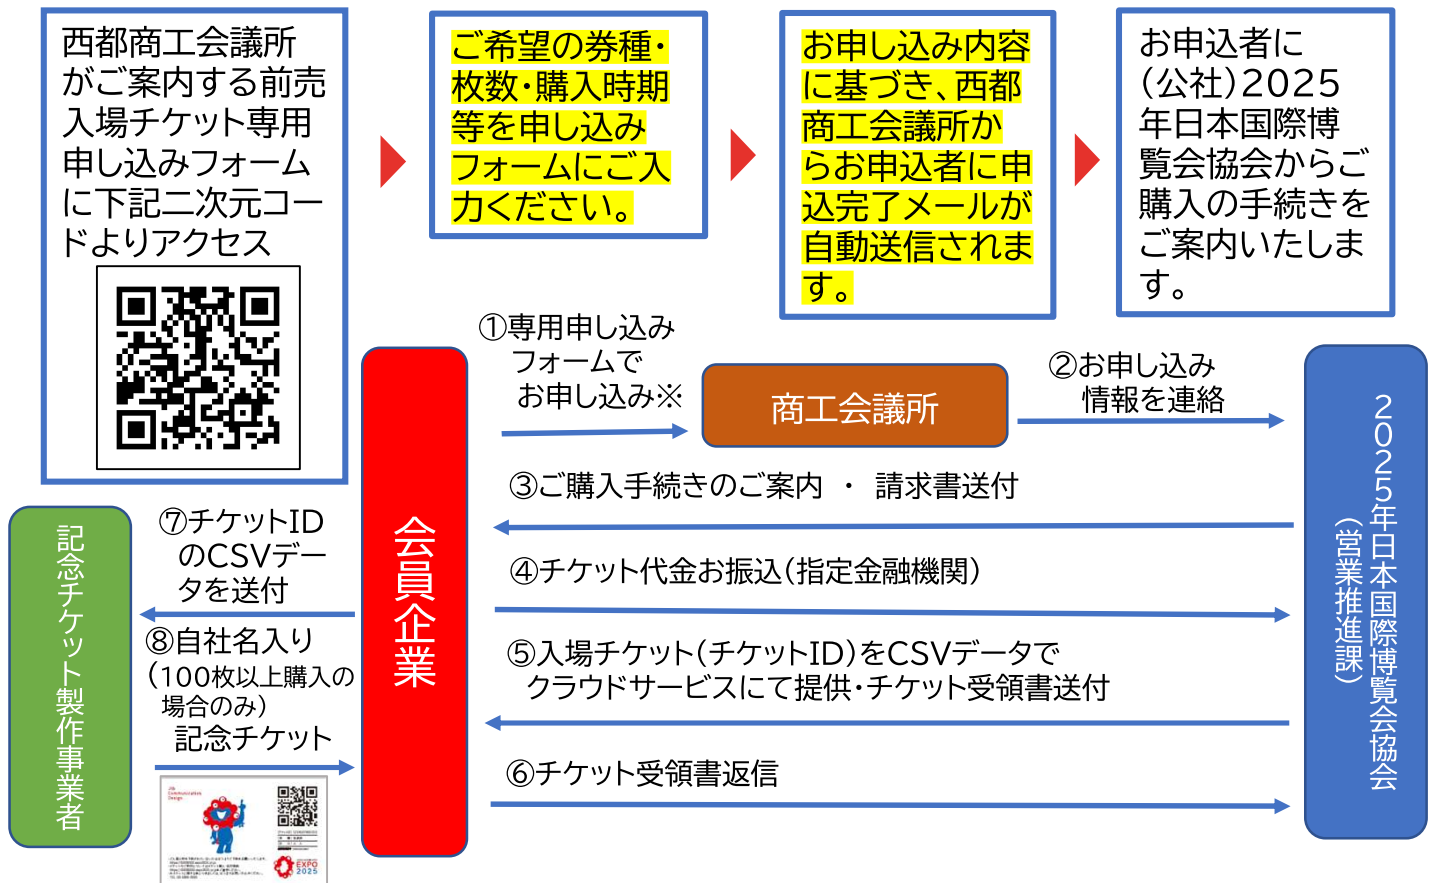 西都商工会議所
がご案内する前売
入場チケット専用
申し込みフォーム
に下記二次元コー
ドよりアクセス
ご希望の券種・
枚数・購入時期
等を申し込み
フォームにご入
力ください。
お申し込み内容
に基づき、西都
商工会議所か
らお申込者に申
込完了メールが
自動送信されま
す。
お申込者に
（公社）2025
年日本国際博
覧会協会からご
購入の手続きを
ご案内いたしま
す。
①専用申し込み
フォームで
お申し込み※
商工会議所
②お申し込み
情報を連絡
③ご購入手続きのご案内 ・ 請求書送付
④チケット代金お振込（指定金融機関）
⑤入場チケット（チケットID）をCSVデータで
クラウドサービスにて提供・チケット受領書送付
⑥チケット受領書返信
会員企業
２０２５年日本国際博覧会協会
（営業推進課）
⑦チケットID
のCSVデー
タを送付
⑧自社名入り
（100枚以上購入の
場合のみ）
記念チケット
記念チケット製作事業者
EXPO
2025